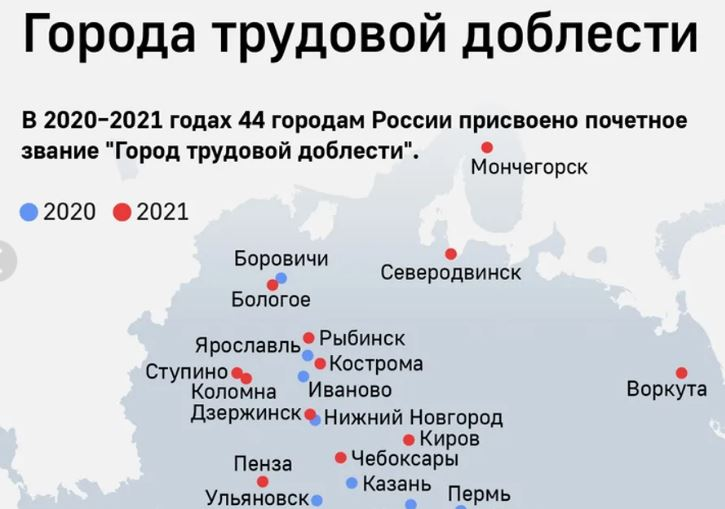 Города трудовой доблести
В 2020-2021 годах 44 городам России присвоено почетное
звание "Город трудовой доблести".
Мончегорск
2020 2021
Боровичи
Северодвинск
Бологое
Рыбинск
Ярославль
Кострома
Ступино
Воркута
Коломна
Иваново
Дзержинск
Нижний Новгород
Киров
Чебоксары
Пенза
Казань
Пермь
Ульяновск